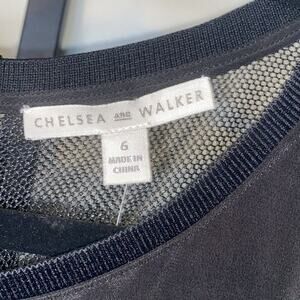 CHELSEA AND WALKER
6
MADE IN
CHINA